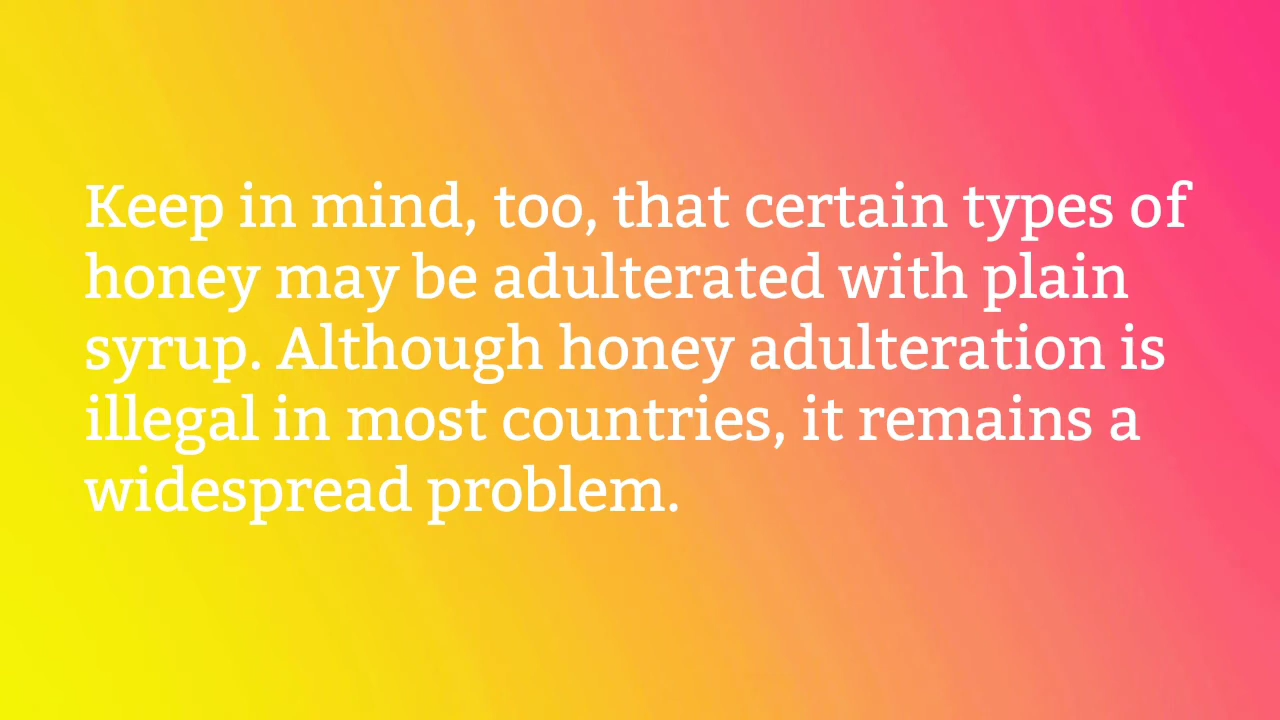 Keep in mind, too, that certain types of
honey may be adulterated with plain
syrup. Although honey adulteration is
illegal in most countries, it remains a
widespread problem.